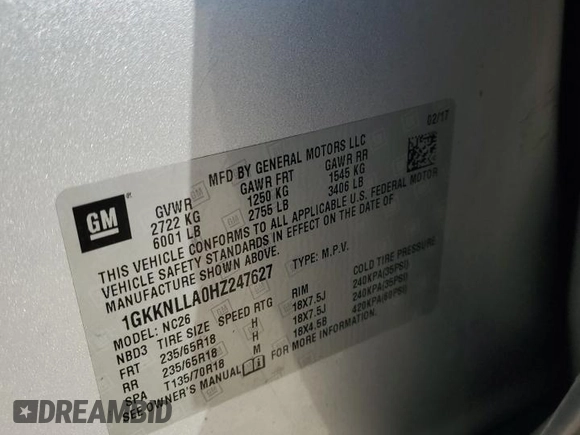 02/17
MFD BY GENERAL MOTORS LLC
GM
GVWR GAWR FRT GAWR RR
2722 KG 1250 KG 1545 KG
6001 LB 2755 LB 3406 LB
THIS VEHICLE CONFORMS TO ALL APPLICABLE U.S. FEDERAL MOTOR
VEHICLE SAFETY STANDARDS IN EFFECT ON THE DATE OF
MANUFACTURE SHOWN ABOVE.
1GKKNLLA0HZ247627 TYPE: M.P.V.
MODEL: NC26
NBD3 TIRE SIZE SPEED RTG RIM COLD TIRE PRESSURE
FRT 235/65R18 H 18X7.5J 240KPA(35PSI)
RR 235/65R18 H 18X7.5J 240KPA(35PSI)
SPA T135/70R18 M 18X4.5B 420KPA(60PSI)
SEE OWNER'S MANUAL FOR MORE INFORMATION
DREAMBID